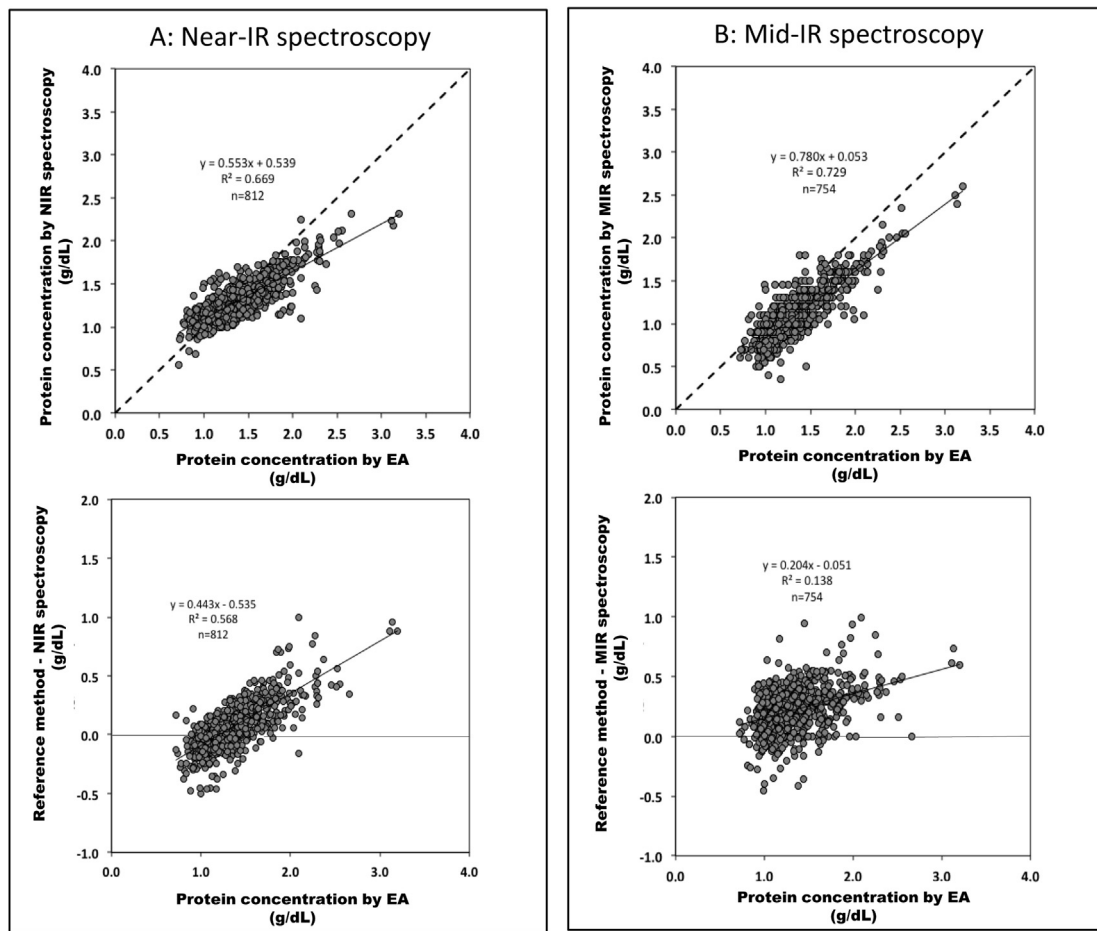 A: Near-IR spectroscopy
Protein concentration by NIR spectroscopy
(g/dL)
4.0
3.5
3.0
2.5
2.0
1.5
1.0
0.5
0.0
y = 0.553x + 0.539
R² = 0.669
n=812
0.0 0.5 1.0 1.5 2.0 2.5 3.0 3.5 4.0
Protein concentration by EA
(g/dL)
Reference method - NIR spectroscopy
(g/dL)
2.0
1.5
1.0
0.5
0.0
-0.5
-1.0
y = 0.443x - 0.535
R² = 0.568
n=812
0.0 1.0 2.0 3.0 4.0
Protein concentration by EA
(g/dL)
B: Mid-IR spectroscopy
Protein concentration by MIR spectroscopy
(g/dL)
4.0
3.5
3.0
2.5
2.0
1.5
1.0
0.5
0.0
y = 0.780x + 0.053
R² = 0.729
n=754
0.0 0.5 1.0 1.5 2.0 2.5 3.0 3.5 4.0
Protein concentration by EA
(g/dL)
Reference method - MIR spectroscopy
(g/dL)
2.0
1.5
1.0
0.5
0.0
-0.5
-1.0
y = 0.204x - 0.051
R² = 0.138
n=754
0.0 1.0 2.0 3.0 4.0
Protein concentration by EA
(g/dL)